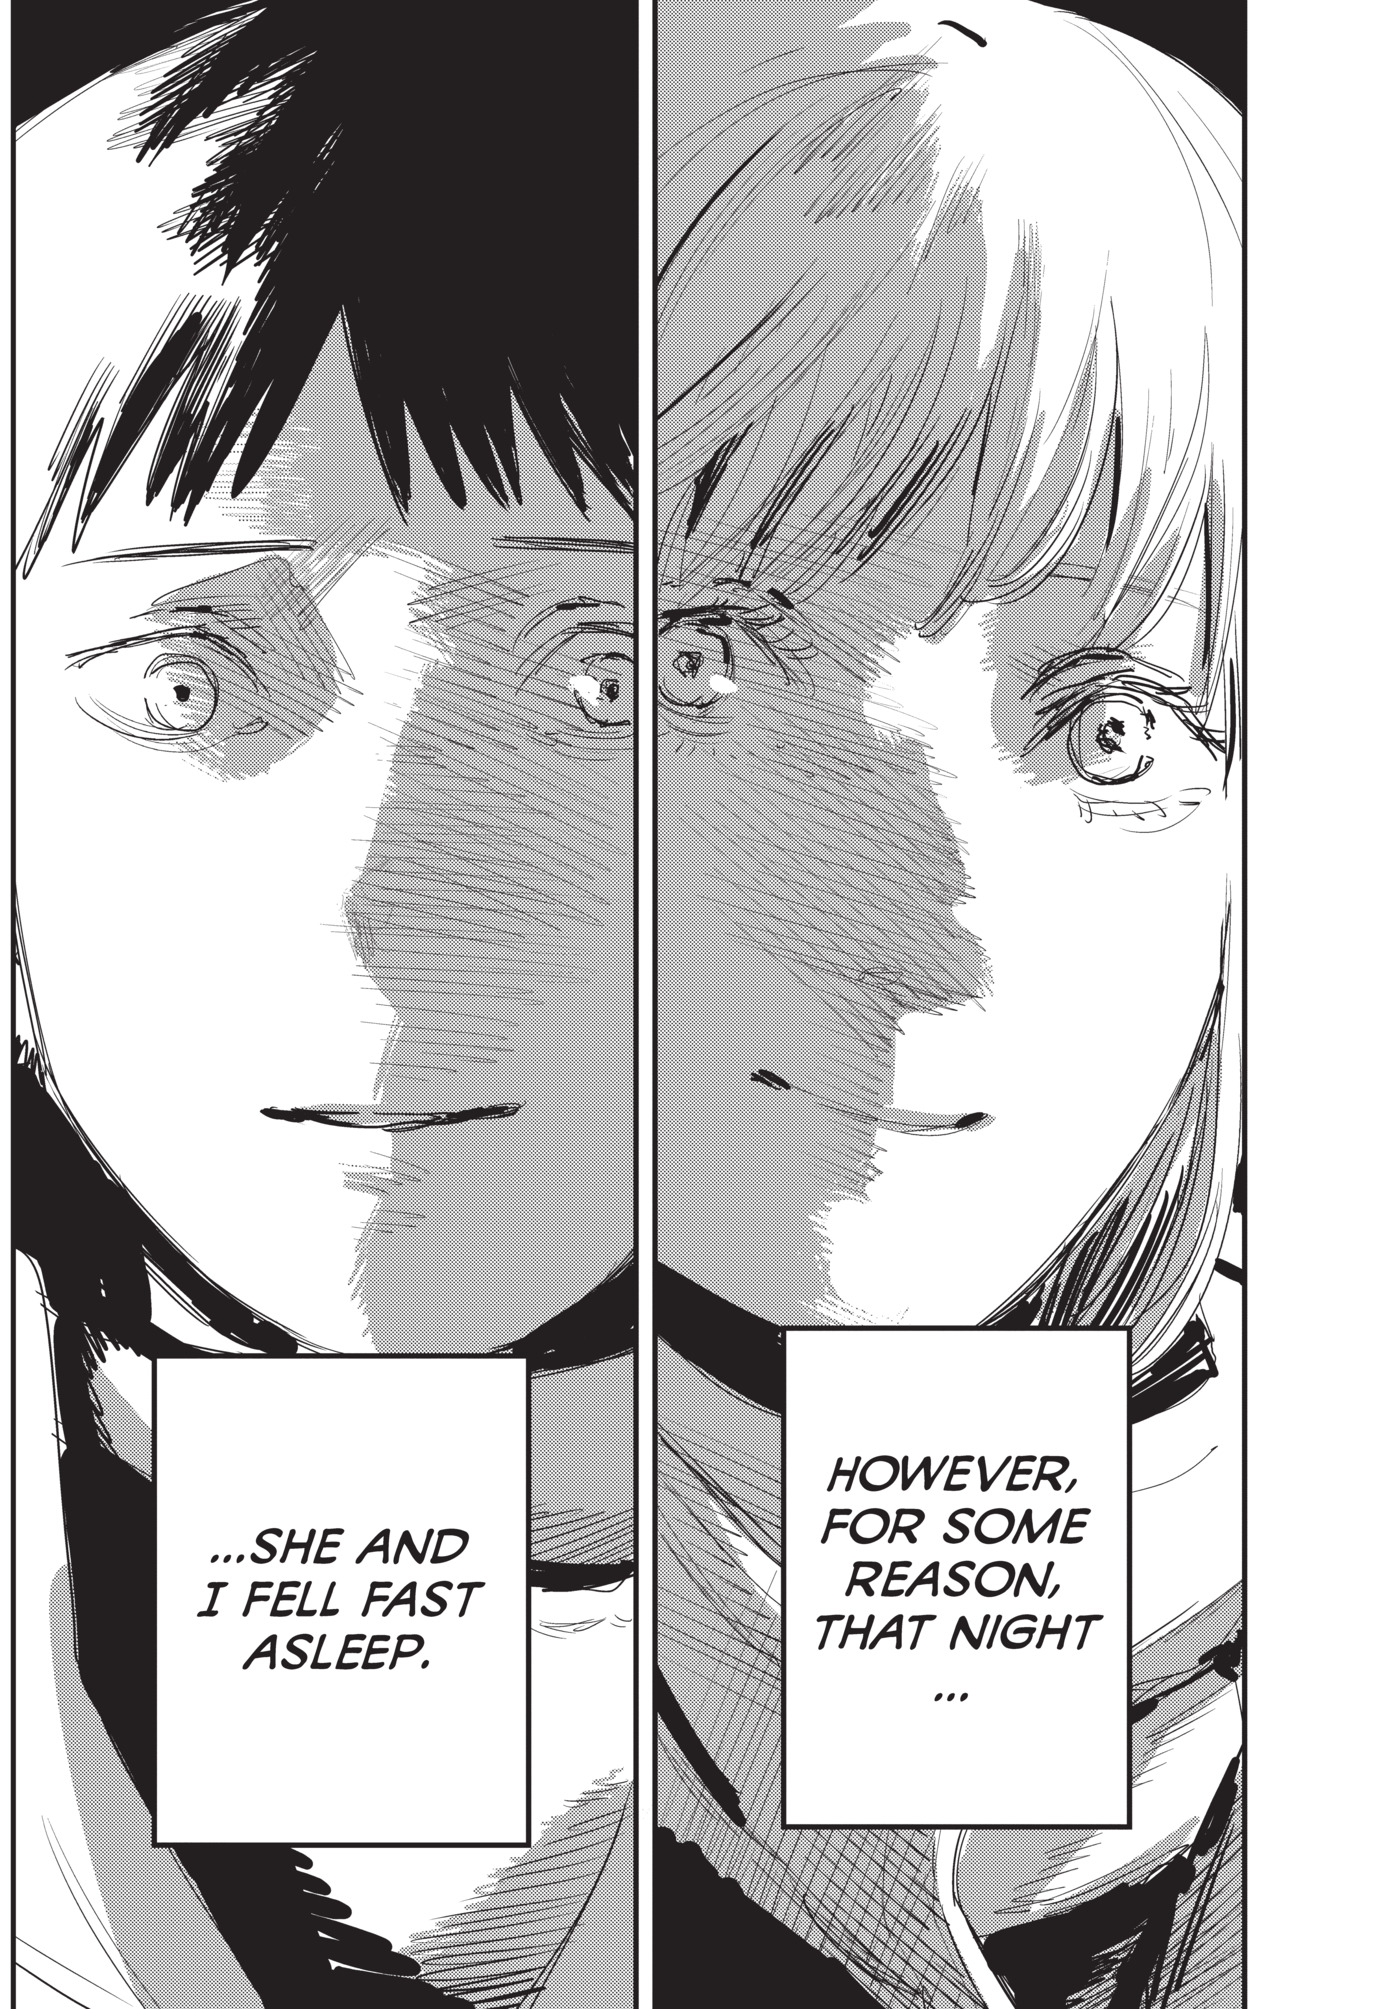 HOWEVER,
FOR SOME
REASON,
THAT NIGHT
...
...SHE AND
I FELL FAST
ASLEEP.